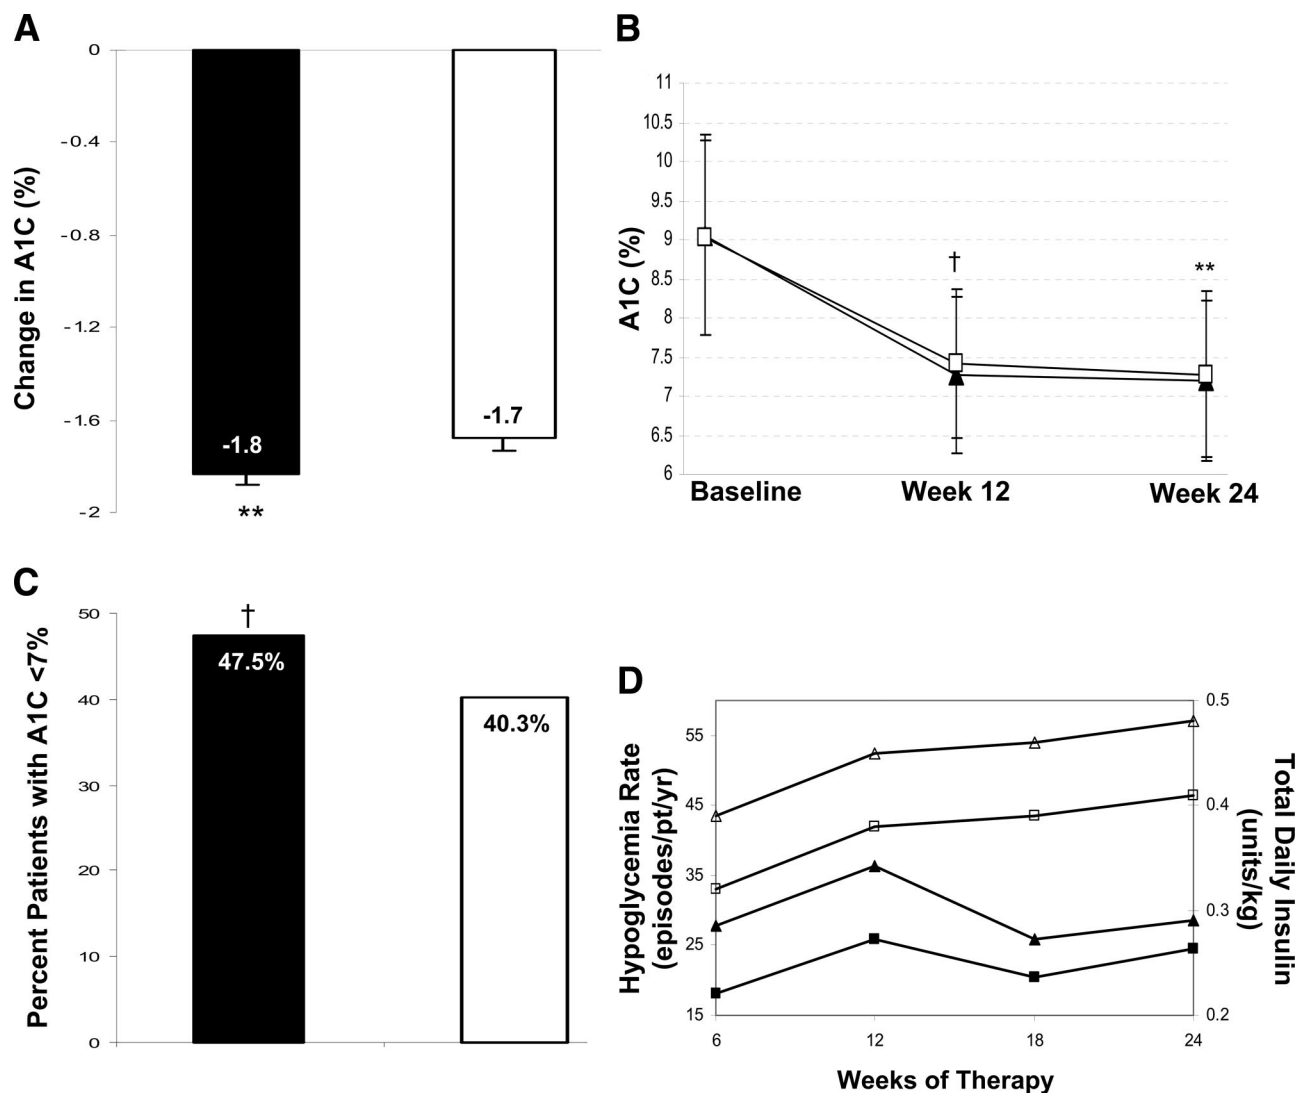 A
Change in A1C (%)
0
-0.4
-0.8
-1.2
-1.6
-2
-1.8
**
-1.7
B
A1C (%)
11
10.5
10
9.5
9
8.5
8
7.5
7
6.5
6
†
**
Baseline Week 12 Week 24
C
Percent Patients with A1C <7%
50
40
30
20
10
0
†
47.5%
40.3%
D
Hypoglycemia Rate
(episodes/pt/yr)
55
45
35
25
15
0.5
0.4
0.3
0.2
Total Daily Insulin
(units/kg)
6 12 18 24
Weeks of Therapy